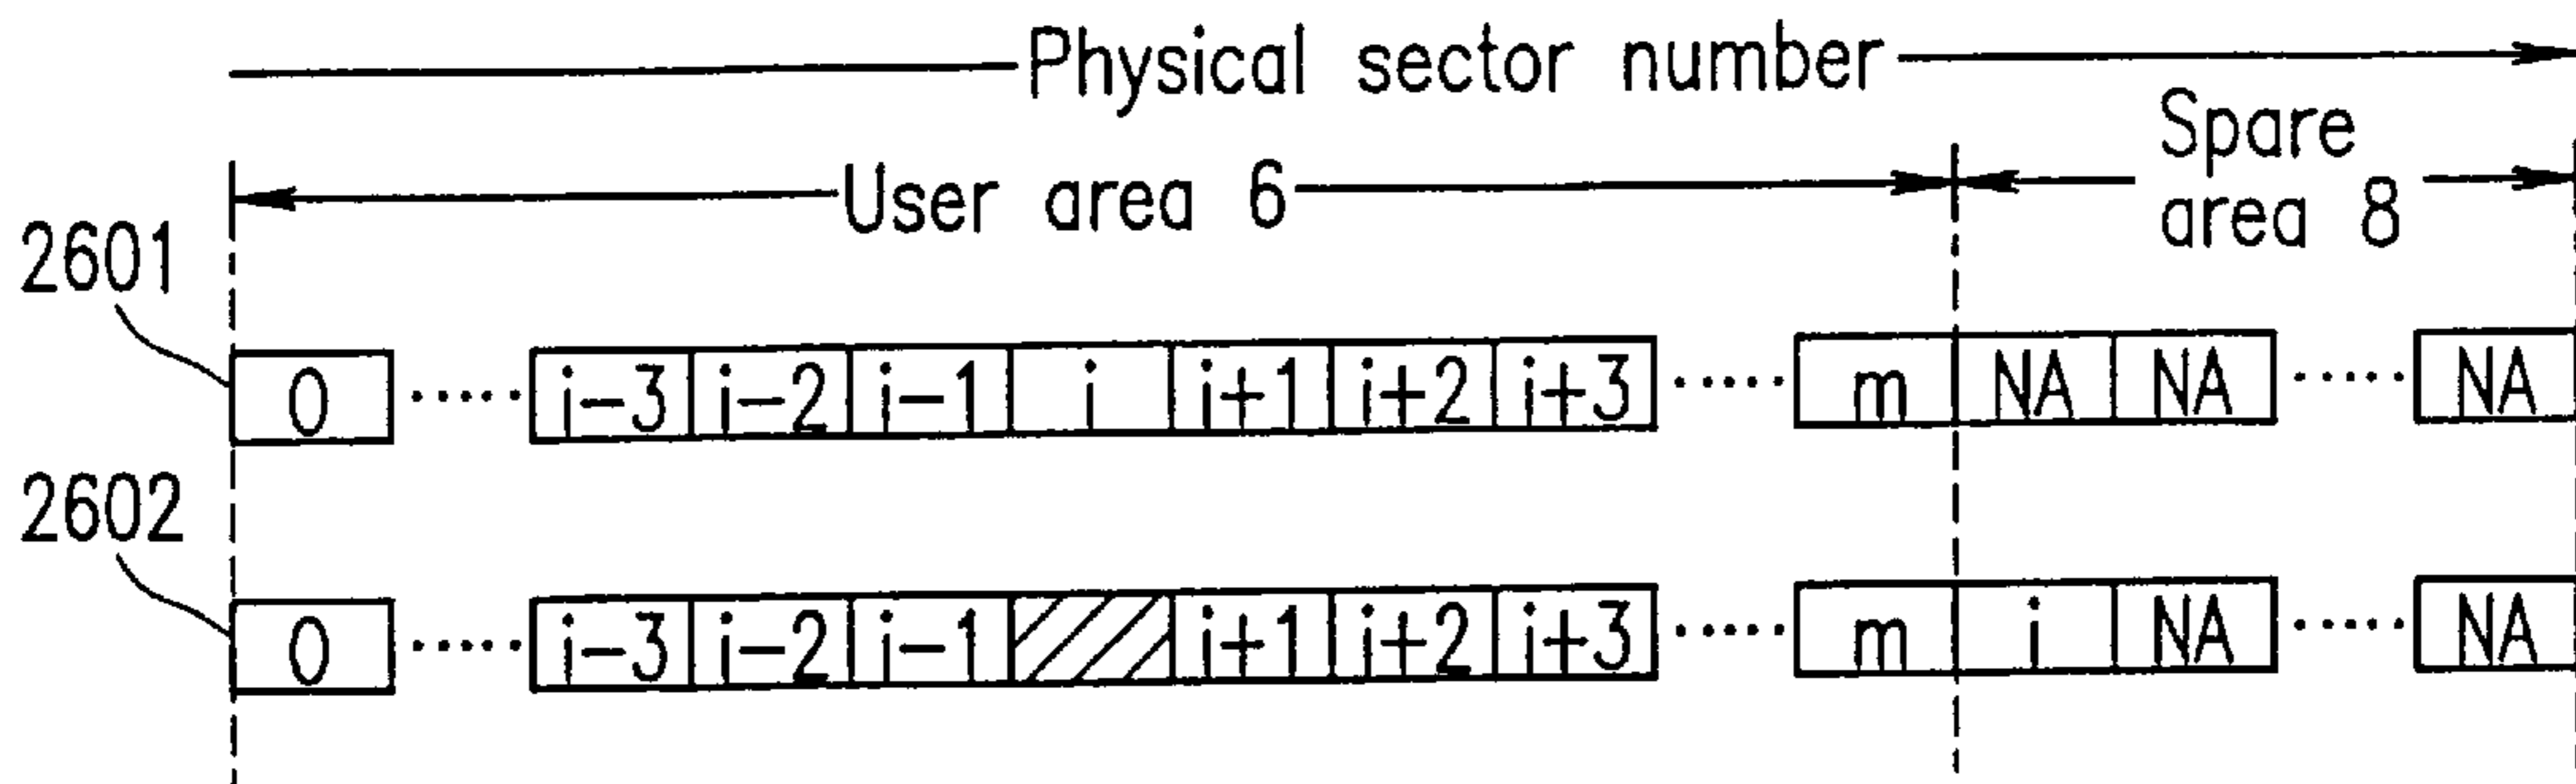 Physical sector number
User area 6
Spare
area 8
2601
0 ..... i-3 i-2 i-1 i i+1 i+2 i+3 ..... m NA NA ..... NA
2602
0 ..... i-3 i-2 i-1 i+1 i+2 i+3 ..... m i NA ..... NA